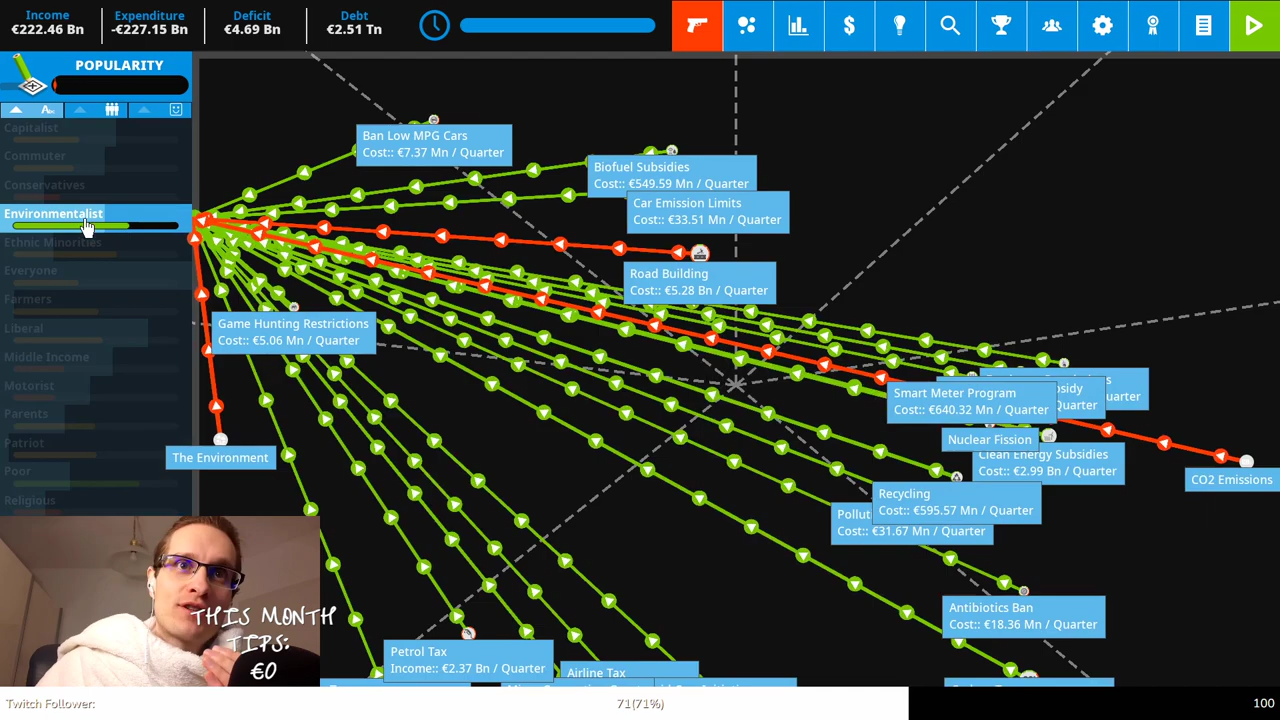 Income
€222.46 Bn
Expenditure
-€227.15 Bn
Deficit
€4.69 Bn
Debt
€2.51 Tn
POPULARITY
Capitalist
Commuter
Conservatives
Environmentalist
Ethnic Minorities
Everyone
Farmers
Liberal
Middle Income
Motorist
Parents
Patriot
Poor
Religious
Ban Low MPG Cars
Cost:: €7.37 Mn / Quarter
Biofuel Subsidies
Cost:: €549.59 Mn / Quarter
Car Emission Limits
Cost:: €33.51 Mn / Quarter
Road Building
Cost:: €5.28 Bn / Quarter
Game Hunting Restrictions
Cost:: €5.06 Mn / Quarter
The Environment
Smart Meter Program
Cost:: €640.32 Mn / Quarter
Nuclear Fission
Clean Energy Subsidies
Cost:: €2.99 Bn / Quarter
CO2 Emissions
Recycling
Cost:: €595.57 Mn / Quarter
Cost:: €31.67 Mn / Quarter
Antibiotics Ban
Cost:: €18.36 Mn / Quarter
Petrol Tax
Income:: €2.37 Bn / Quarter
Airline Tax
THIS MONTH
TIPS:
€0
Twitch Follower:
71(71%)
100